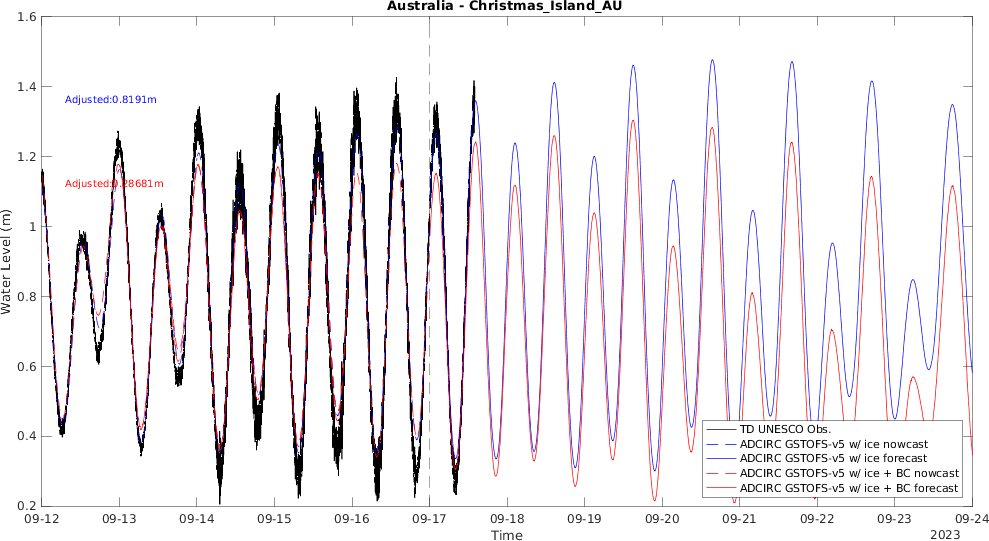 Australia - Christmas_Island_AU
1.6
1.4
1.2
1
0.8
0.6
0.4
0.2
Water Level (m)
Adjusted:0.8191m
Adjusted:0.28681m
TD UNESCO Obs.
ADCIRC GSTOFS-v5 w/ ice nowcast
ADCIRC GSTOFS-v5 w/ ice forecast
ADCIRC GSTOFS-v5 w/ ice + BC nowcast
ADCIRC GSTOFS-v5 w/ ice + BC forecast
09-12 09-13 09-14 09-15 09-16 09-17 09-18 09-19 09-20 09-21 09-22 09-23 09-24
Time
2023